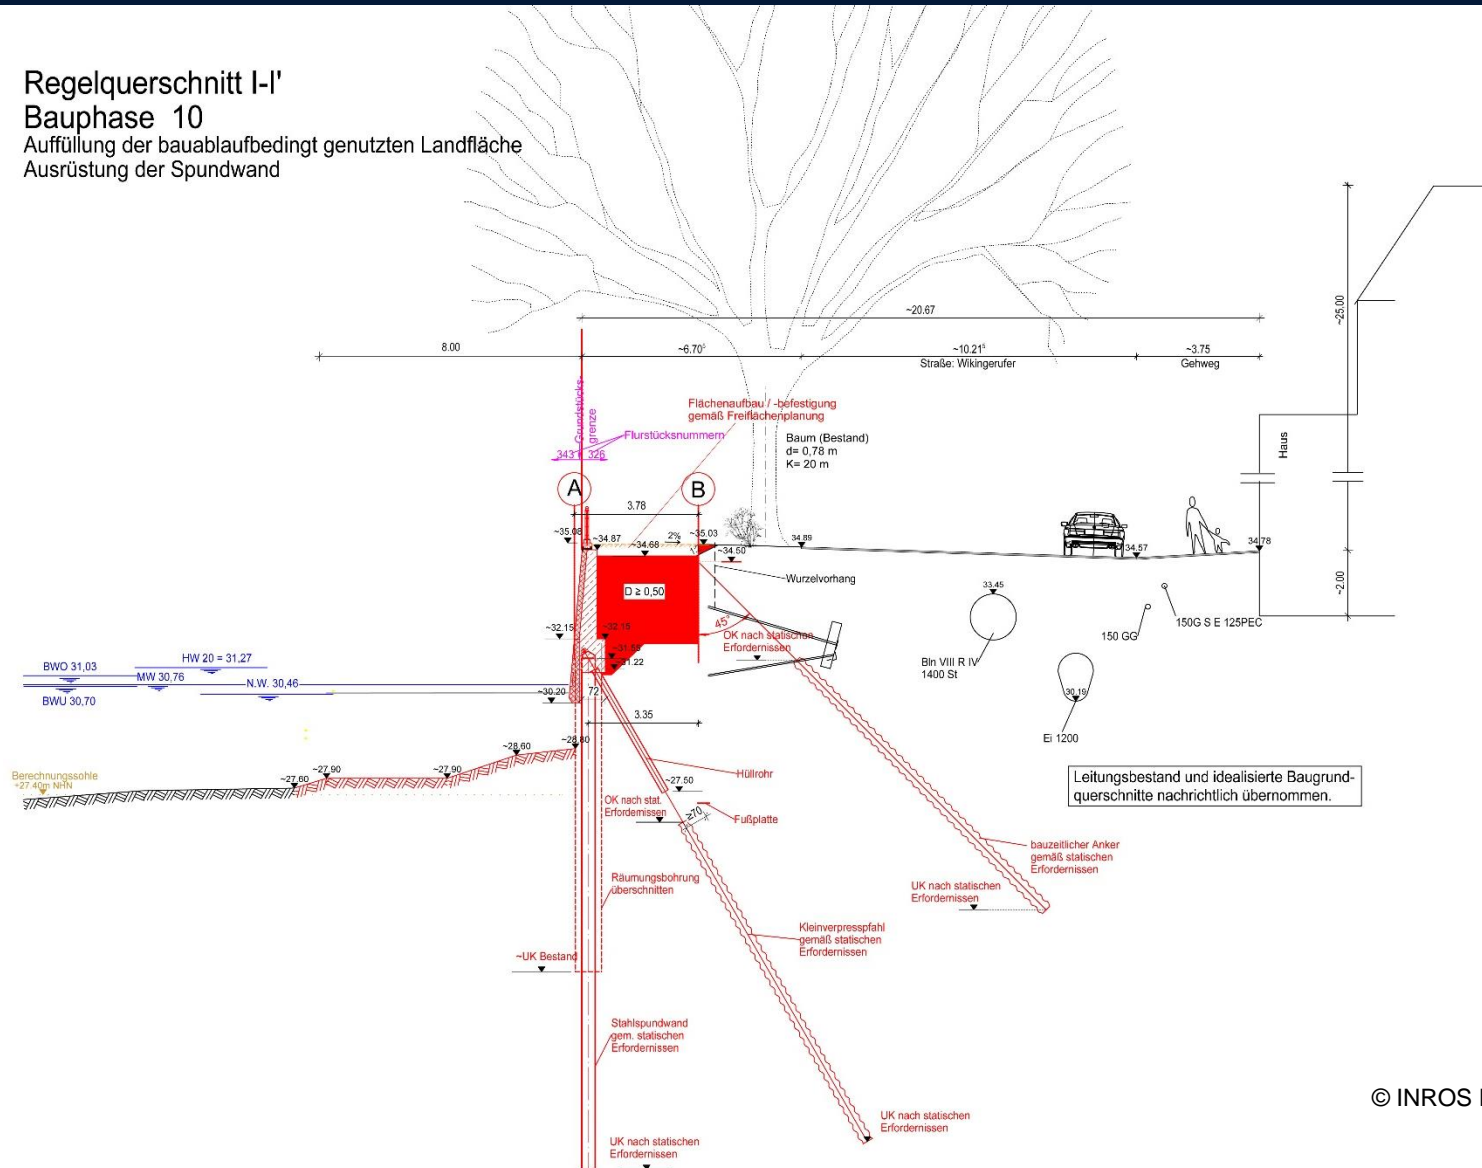 Regelquerschnitt I-I'
Bauphase 10
Auffüllung der bauablaufbedingt genutzten Landfläche
Ausrüstung der Spundwand
~20.67
8.00
~6.70⁵
~10.21⁵
~3.75
Straße: Wikingerufer
Gehweg
~25.00
Grundstücks-
grenze
Flächenaufbau / -befestigung
gemäß Freiflächenplanung
Flurstücksnummern
343
326
Baum (Bestand)
d= 0,78 m
K= 20 m
Haus
A
B
3.78
~35.08
~34.87
~34.68
2%
~35.03
~34.50
34.89
34.57
34.78
Wurzelvorhang
D ≥ 0,50
~2.00
33.45
150 GG
150G S E 125PEC
45°
OK nach statischen
Erfordernissen
~32.15
~32.15
~31.22
Bln VIII R IV
1400 St
HW 20 = 31,27
BWO 31,03
MW 30,76
N.W. 30,46
BWU 30,70
~30.20
72
30.19
3.35
Ei 1200
~28.80
~28.60
~27.90
~27.90
~27.60
Berechnungssohle
~27.40m NHN
Hüllrohr
~27.50
OK nach stat.
Erfordernissen
≥70
Fußplatte
Leitungsbestand und idealisierte Baugrund-
querschnitte nachrichtlich übernommen.
bauzeitlicher Anker
gemäß statischen
Erfordernissen
Räumungsbohrung
überschnitten
UK nach statischen
Erfordernissen
Kleinverpresspfahl
gemäß statischen
Erfordernissen
~UK Bestand
Stahlspundwand
gem. statischen
Erfordernissen
© INROS
UK nach statischen
Erfordernissen
UK nach statischen
Erfordernissen